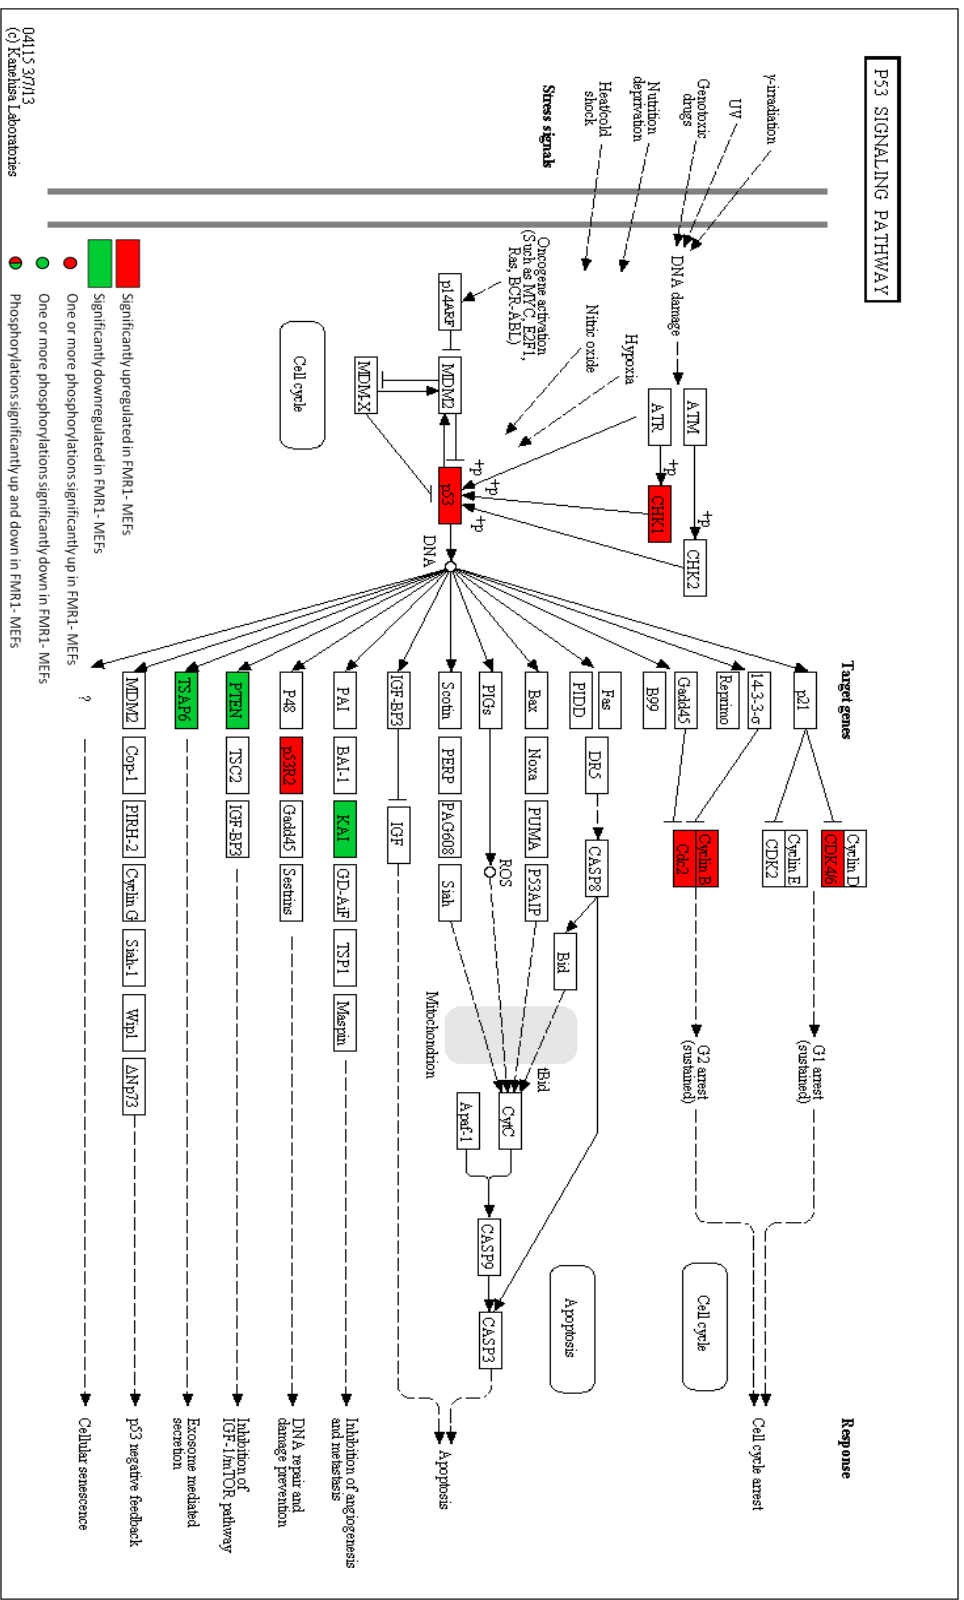 P53 SIGNALING PATHWAY
Target genes
Response
γ-irradiation
UV
Genotoxic
drugs
Nutrition
deprivation
Heat/cold
shock
Stress signals
DNA damage
ATM
ATR
+p
+p
CHK1
CHK2
Hypoxia
Nitric oxide
Oncogene activation
(Such as MYC, E2F1,
Ras, BCR-ABL)
p14ARF
MDM2
MDM-X
+p
+p
+p
p53
DNA
Cell cycle
p21
Cyclin D
CDK4/6
Cyclin E
CDK2
G1 arrest
(sustained)
14-3-3-σ
Reprimo
Gadd45
B99
Cyclin B
Cdc2
G2 arrest
(sustained)
Cell cycle
Cell cycle arrest
Fas
PIDD
DR5
CASP8
Bid
tBid
Apoptosis
Bax
Noxa
PUMA
P53AIP
PIGs
ROS
CytC
CASP9
CASP3
Scotin
PERP
PAG608
Siah
Mitochondrion
Apaf-1
Apoptosis
IGF-BP3
IGF
PAI
BAI-1
KAI
GD-AiF
TSP1
Maspin
Inhibition of angiogenesis
and metastasis
P48
p53R2
Gadd45
Sestrins
DNA repair and
damage prevention
PTEN
TSC2
IGF-BP3
Inhibition of
IGF-1/mTOR pathway
TSAP6
Exosome mediated
secretion
MDM2
Cop-1
PIRH-2
Cyclin G
Siah-1
Wip1
ΔNp73
p53 negative feedback
?
Cellular senescence
Significantly upregulated in FMR1- MEFs
Significantly downregulated in FMR1- MEFs
One or more phosphorylations significantly up in FMR1- MEFs
One or more phosphorylations significantly down in FMR1- MEFs
Phosphorylations significantly up and down in FMR1- MEFs
04115 3/7/13
(c) Kanehisa Laboratories